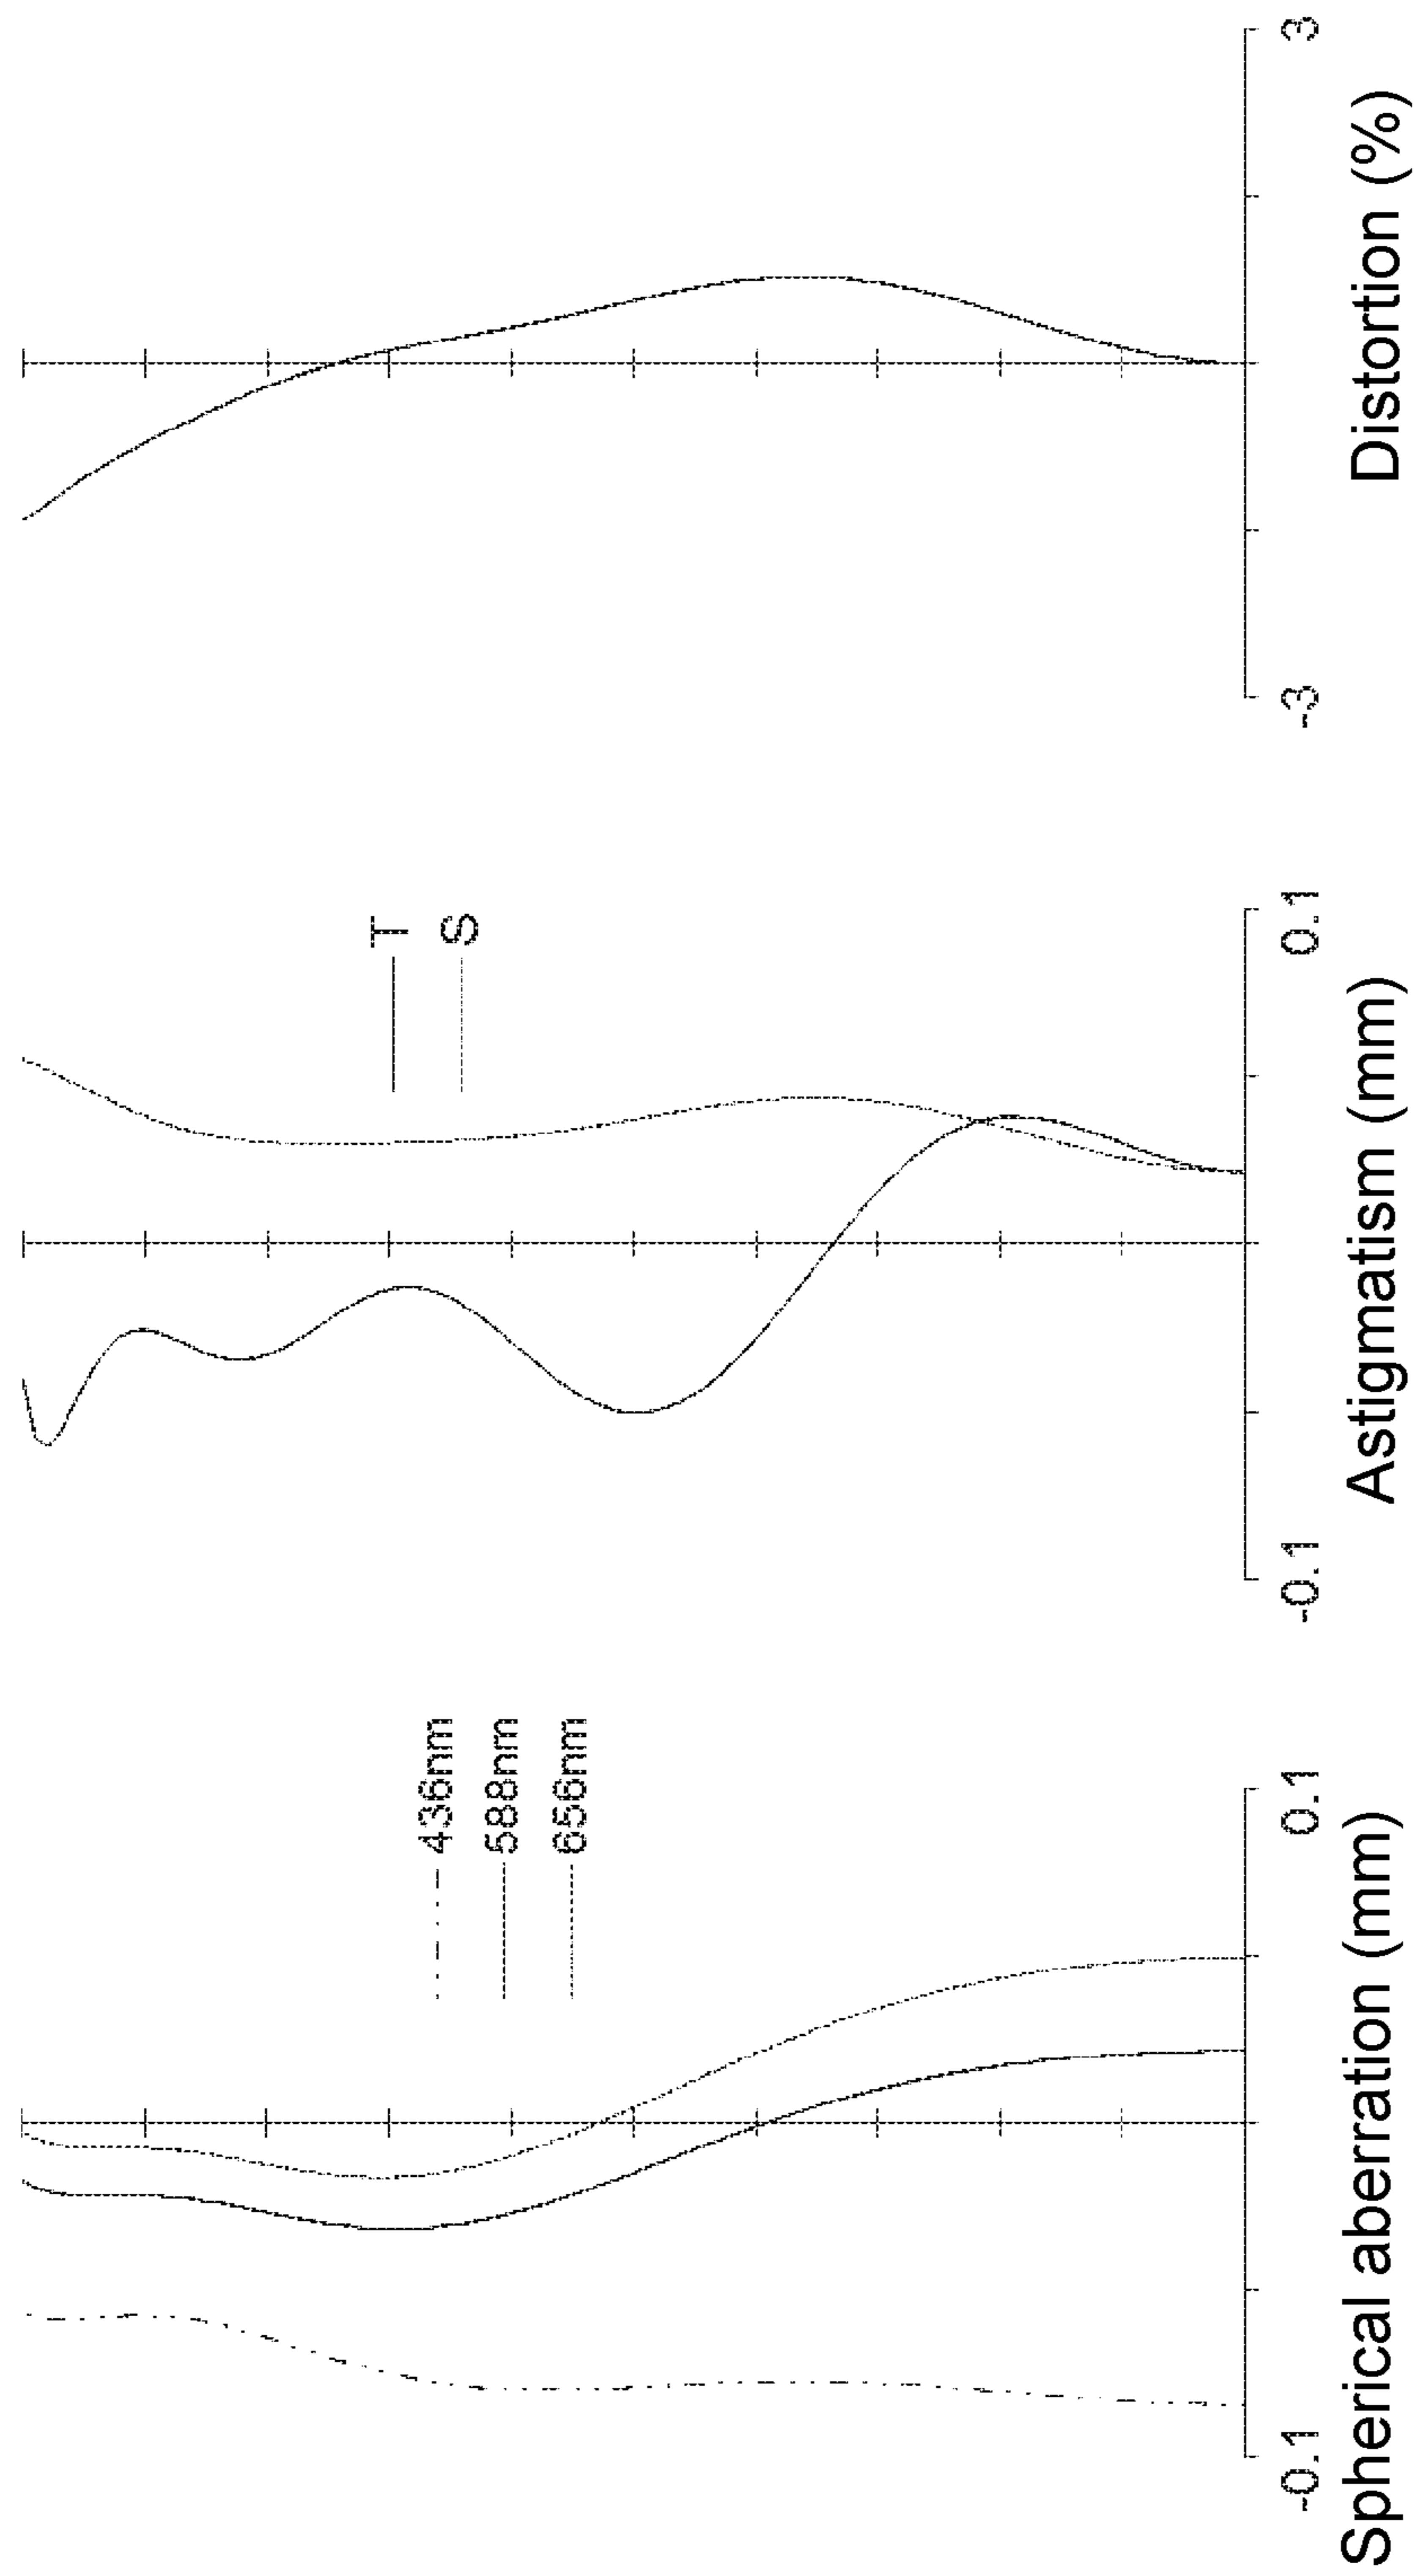 436nm
588nm
656nm
-0.1
0.1
Spherical aberration (mm)
T
S
-0.1
0.1
Astigmatism (mm)
-3
3
Distortion (%)